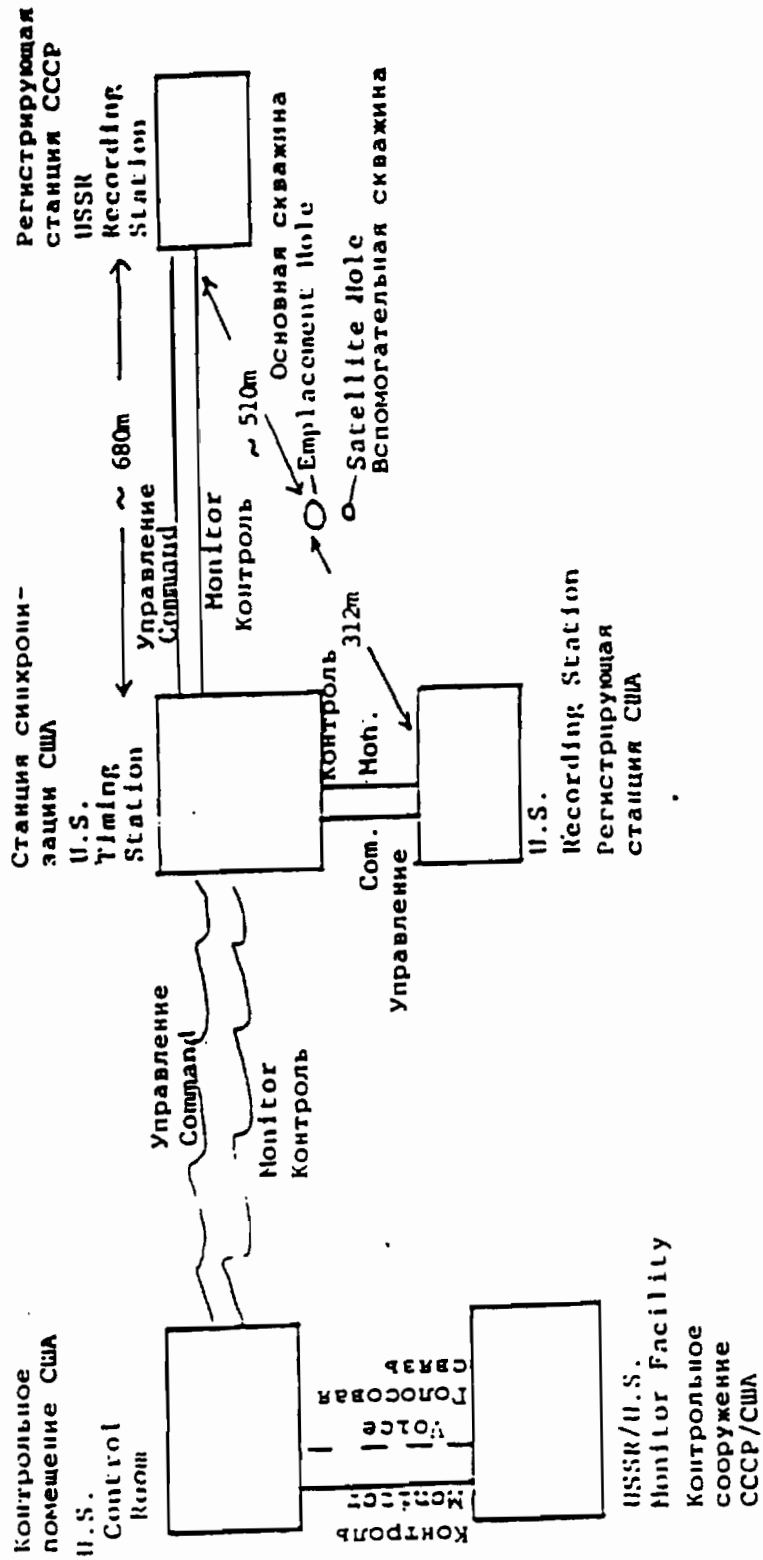 Контрольное
помещение США
U.S.
Control
Room
Управление
Command
Monitor
Контроль
Станция синхрони-
зации США
U.S.
Timing
Station
~ 680m
Управление
Command
Monitor
Контроль
Регистрирующая
станция СССР
USSR
Recording
Station
~ 510m
Основная скважина
Emplacement Hole
Satellite Hole
Вспомогательная скважина
312m
Контроль
Mon.
Com.
Управление
U.S.
Recording Station
Регистрирующая
станция США
Контроль
Monitor
Voice
Голосовая
связь
USSR/U.S.
Monitor Facility
Контрольное
сооружение
СССР/США